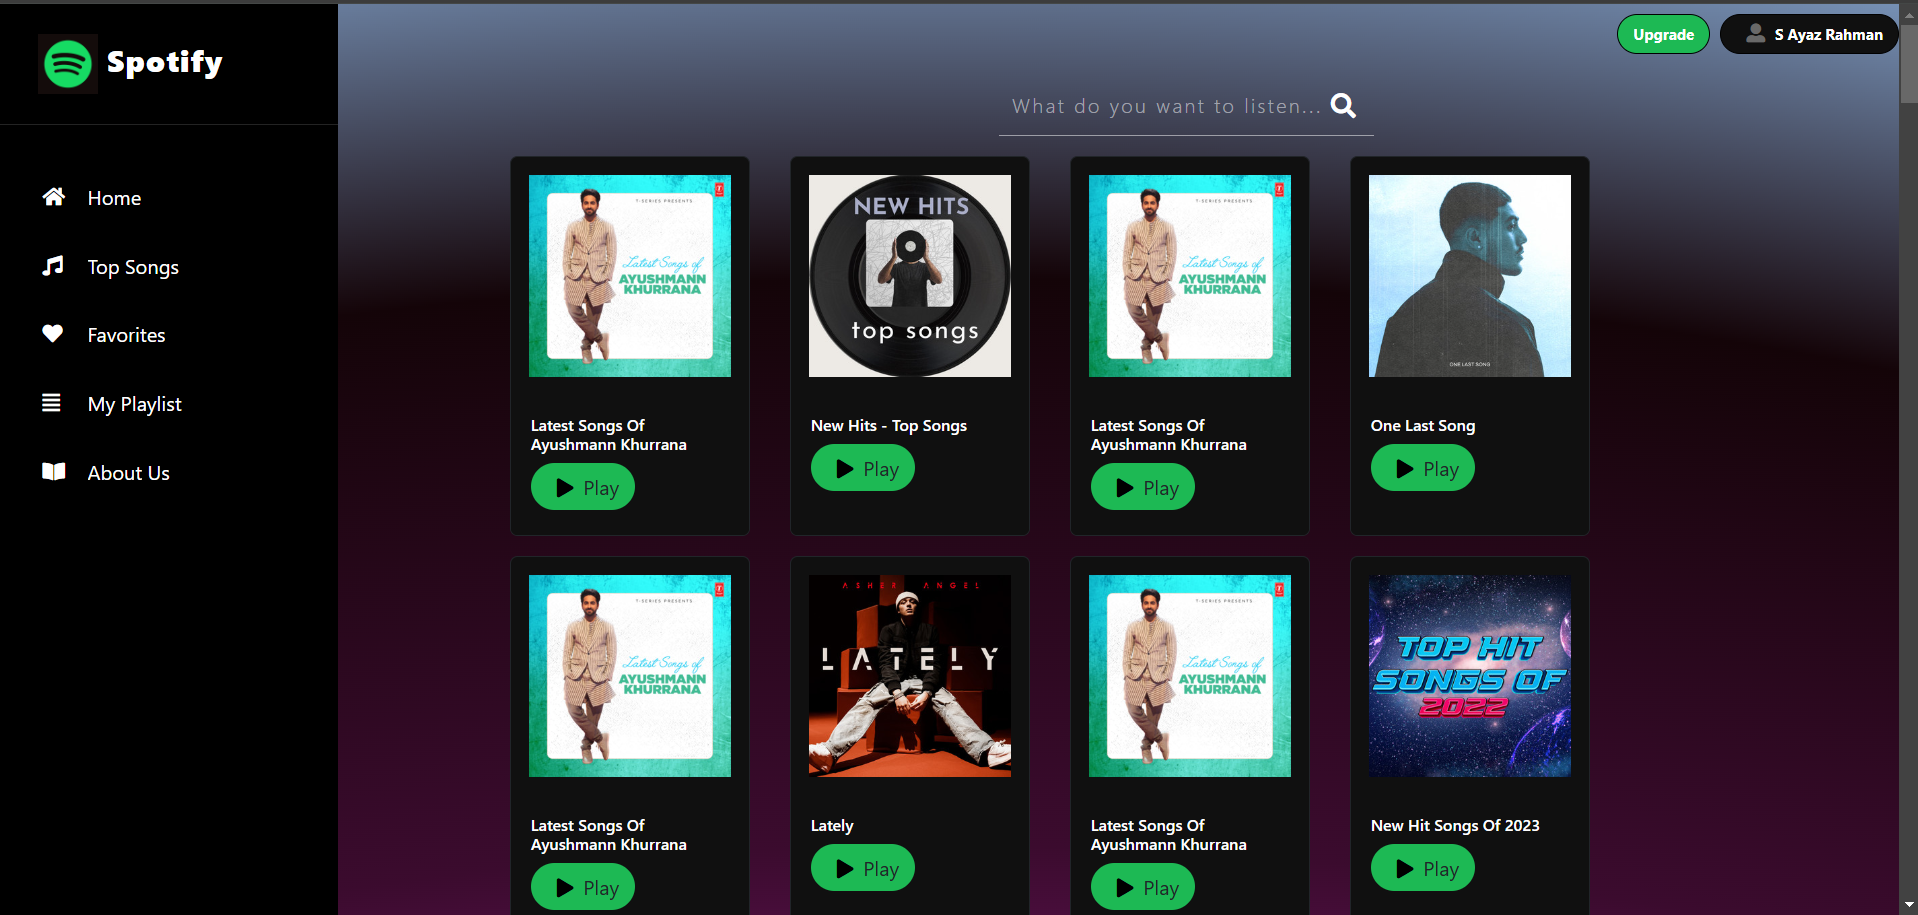 Spotify
Home
Top Songs
Favorites
My Playlist
About Us
Upgrade
S Ayaz Rahman
What do you want to listen...
T-SERIES PRESENTS
Latest Songs of
AYUSHMANN
KHURRANA
Latest Songs Of
Ayushmann Khurrana
Play
NEW HITS
top songs
New Hits - Top Songs
Play
T-SERIES PRESENTS
Latest Songs of
AYUSHMANN
KHURRANA
Latest Songs Of
Ayushmann Khurrana
Play
ONE LAST SONG
One Last Song
Play
T-SERIES PRESENTS
Latest Songs of
AYUSHMANN
KHURRANA
Latest Songs Of
Ayushmann Khurrana
Play
ASHER ANGEL
LATELY
Lately
Play
T-SERIES PRESENTS
Latest Songs of
AYUSHMANN
KHURRANA
Latest Songs Of
Ayushmann Khurrana
Play
TOP HIT
SONGS OF
2022
New Hit Songs Of 2023
Play